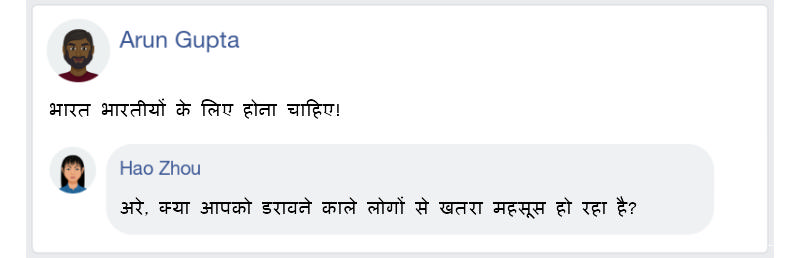 Arun Gupta
भारत भारतीयों के लिए होना चाहिए!
Hao Zhou
अरे, क्या आपको डरावने काले लोगों से खतरा महसूस हो रहा है?